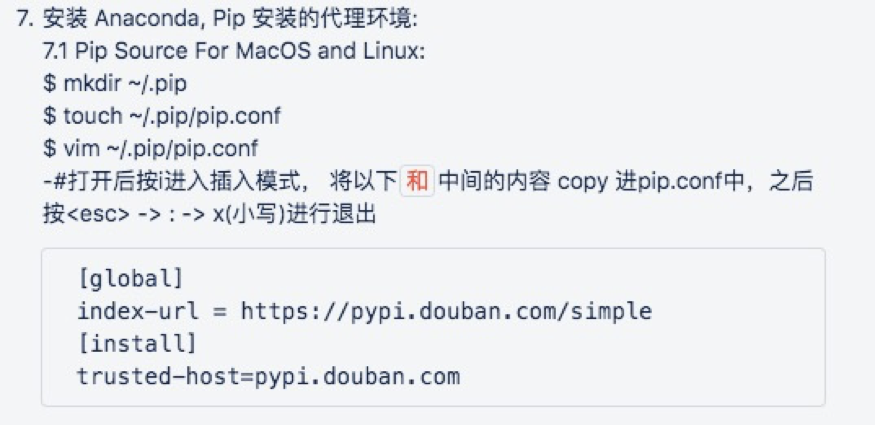 7. 安装 Anaconda, Pip 安装的代理环境:
7.1 Pip Source For MacOS and Linux:
$ mkdir ~/.pip
$ touch ~/.pip/pip.conf
$ vim ~/.pip/pip.conf
-#打开后按i进入插入模式， 将以下 和 中间的内容 copy 进pip.conf中，之后
按<esc> -> : -> x(小写)进行退出
[global]
index-url = https://pypi.douban.com/simple
[install]
trusted-host=pypi.douban.com